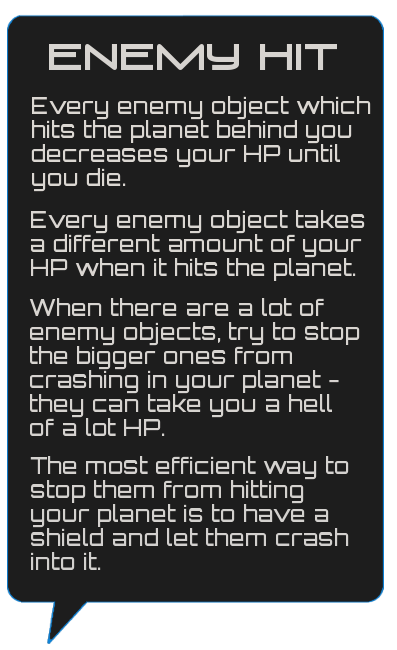 ENEMY HIT
Every enemy object which
hits the planet behind you
decreases your HP until
you die.
Every enemy object takes
a different amount of your
HP when it hits the planet.
When there are a lot of
enemy objects, try to stop
the bigger ones from
crashing in your planet -
they can take you a hell
of a lot HP.
The most efficient way to
stop them from hitting
your planet is to have a
shield and let them crash
into it.